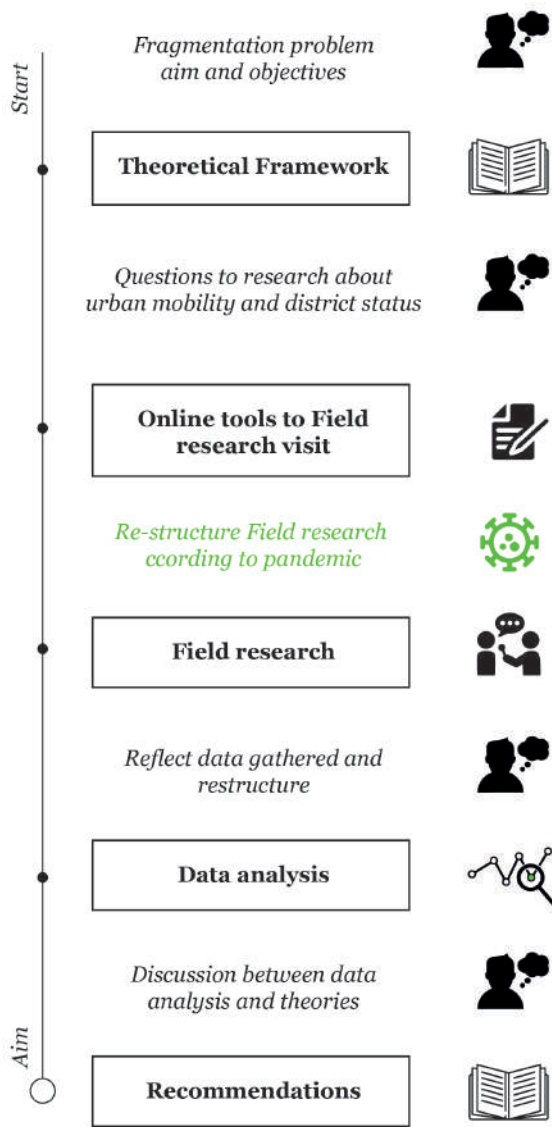 Start
Fragmentation problem
aim and objectives
Theoretical Framework
Questions to research about
urban mobility and district status
Online tools to Field
research visit
Re-structure Field research
ccording to pandemic
Field research
Reflect data gathered and
restructure
Data analysis
Discussion between data
analysis and theories
Aim
Recommendations